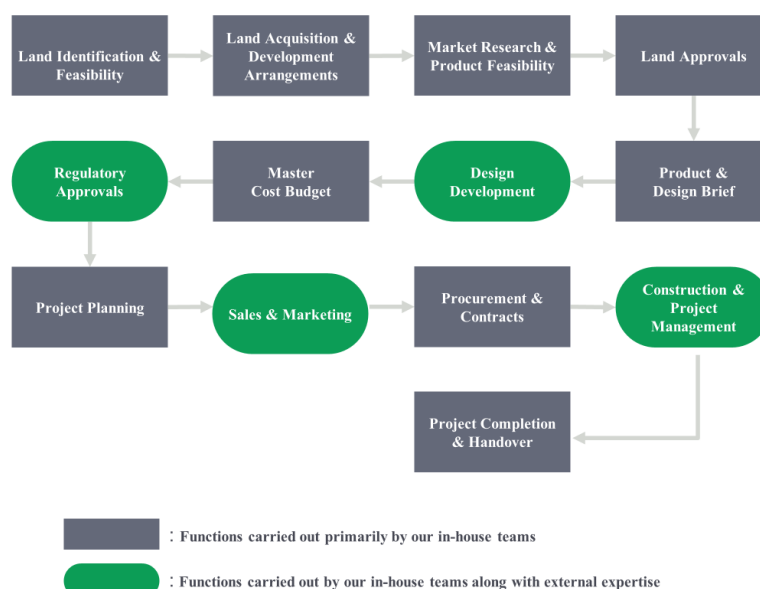 Land Identification &
Feasibility
Land Acquisition &
Development
Arrangements
Market Research &
Product Feasibility
Land Approvals
Regulatory
Approvals
Master
Cost Budget
Design
Development
Product &
Design Brief
Project Planning
Sales & Marketing
Procurement &
Contracts
Construction &
Project
Management
Project Completion
& Handover
: Functions carried out primarily by our in-house teams
: Functions carried out by our in-house teams along with external expertise